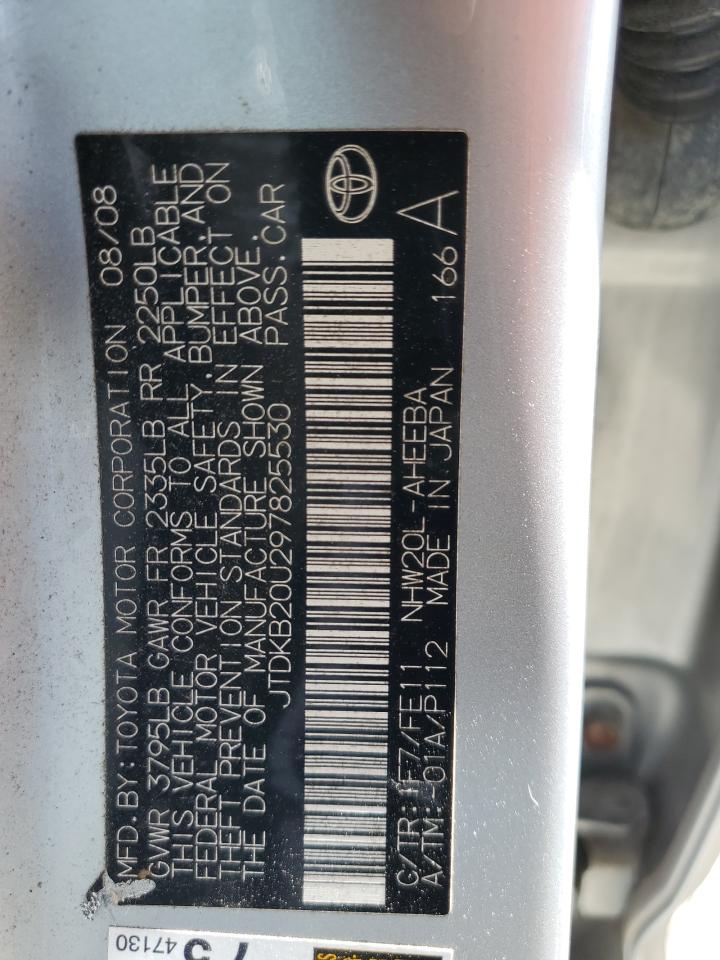 MFD. BY: TOYOTA MOTOR CORPORATION 08/08
GVWR 3795LB GAWR FR 2335LB RR 2250LB
THIS VEHICLE CONFORMS TO ALL APPLICABLE
FEDERAL MOTOR VEHICLE SAFETY, BUMPER, AND
THEFT PREVENTION STANDARDS IN EFFECT ON
THE DATE OF MANUFACTURE SHOWN ABOVE.
JTDKB20U297825530 PASS. CAR
C/TR: 1F7/FE11 NHW20L-AHEEBA 166 A
A/TM: -01A/P112 MADE IN JAPAN
47130